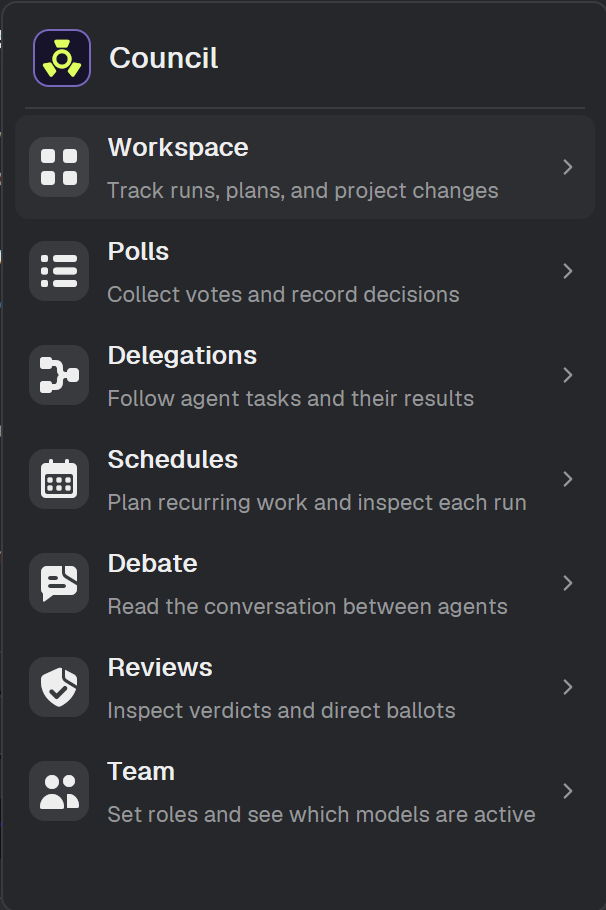 Council
Workspace
Track runs, plans, and project changes
Polls
Collect votes and record decisions
Delegations
Follow agent tasks and their results
Schedules
Plan recurring work and inspect each run
Debate
Read the conversation between agents
Reviews
Inspect verdicts and direct ballots
Team
Set roles and see which models are active